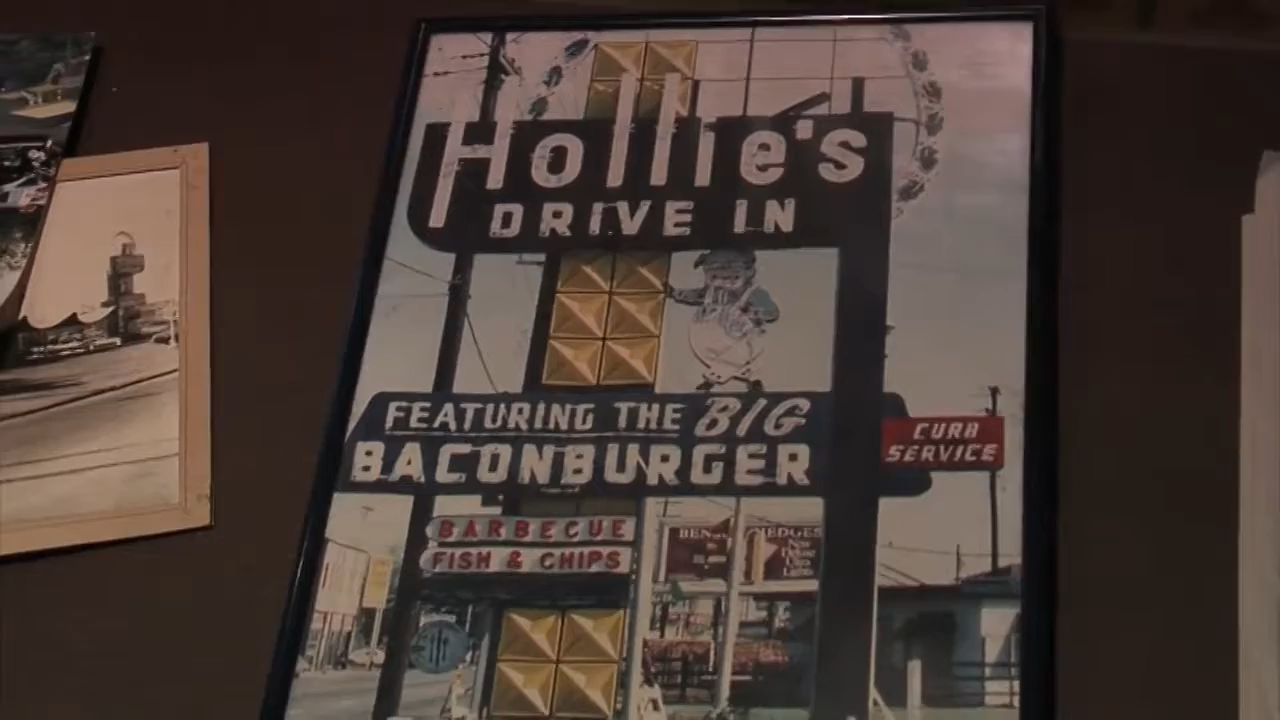 Hollie's
DRIVE IN
FEATURING THE BIG
BACONBURGER
CURB
SERVICE
BARBECUE
FISH & CHIPS